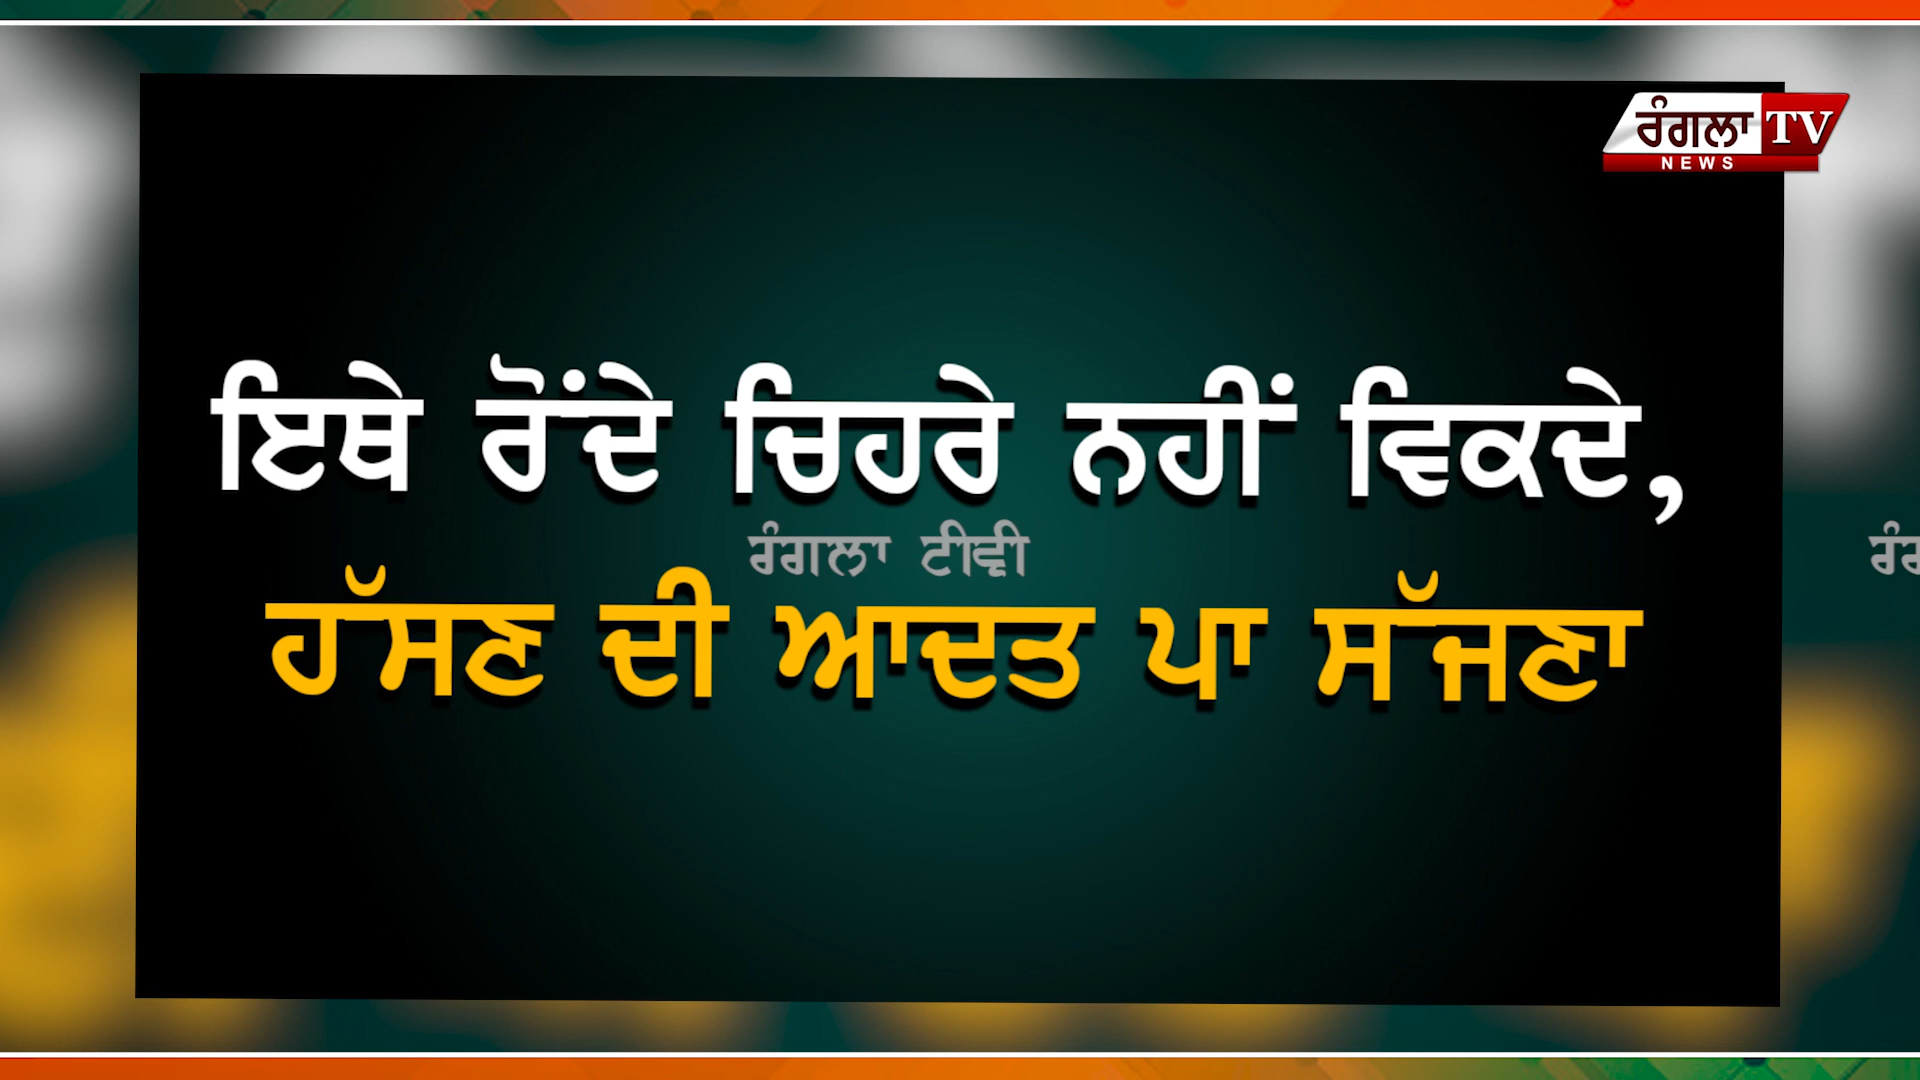 ਰੰਗਲਾ TV
NEWS
ਇਥੇ ਰੋਂਦੇ ਚਿਹਰੇ ਨਹੀਂ ਵਿਕਦੇ,
ਰੰਗਲਾ ਟੀਵੀ
ਹੱਸਣ ਦੀ ਆਦਤ ਪਾ ਸੱਜਣਾ